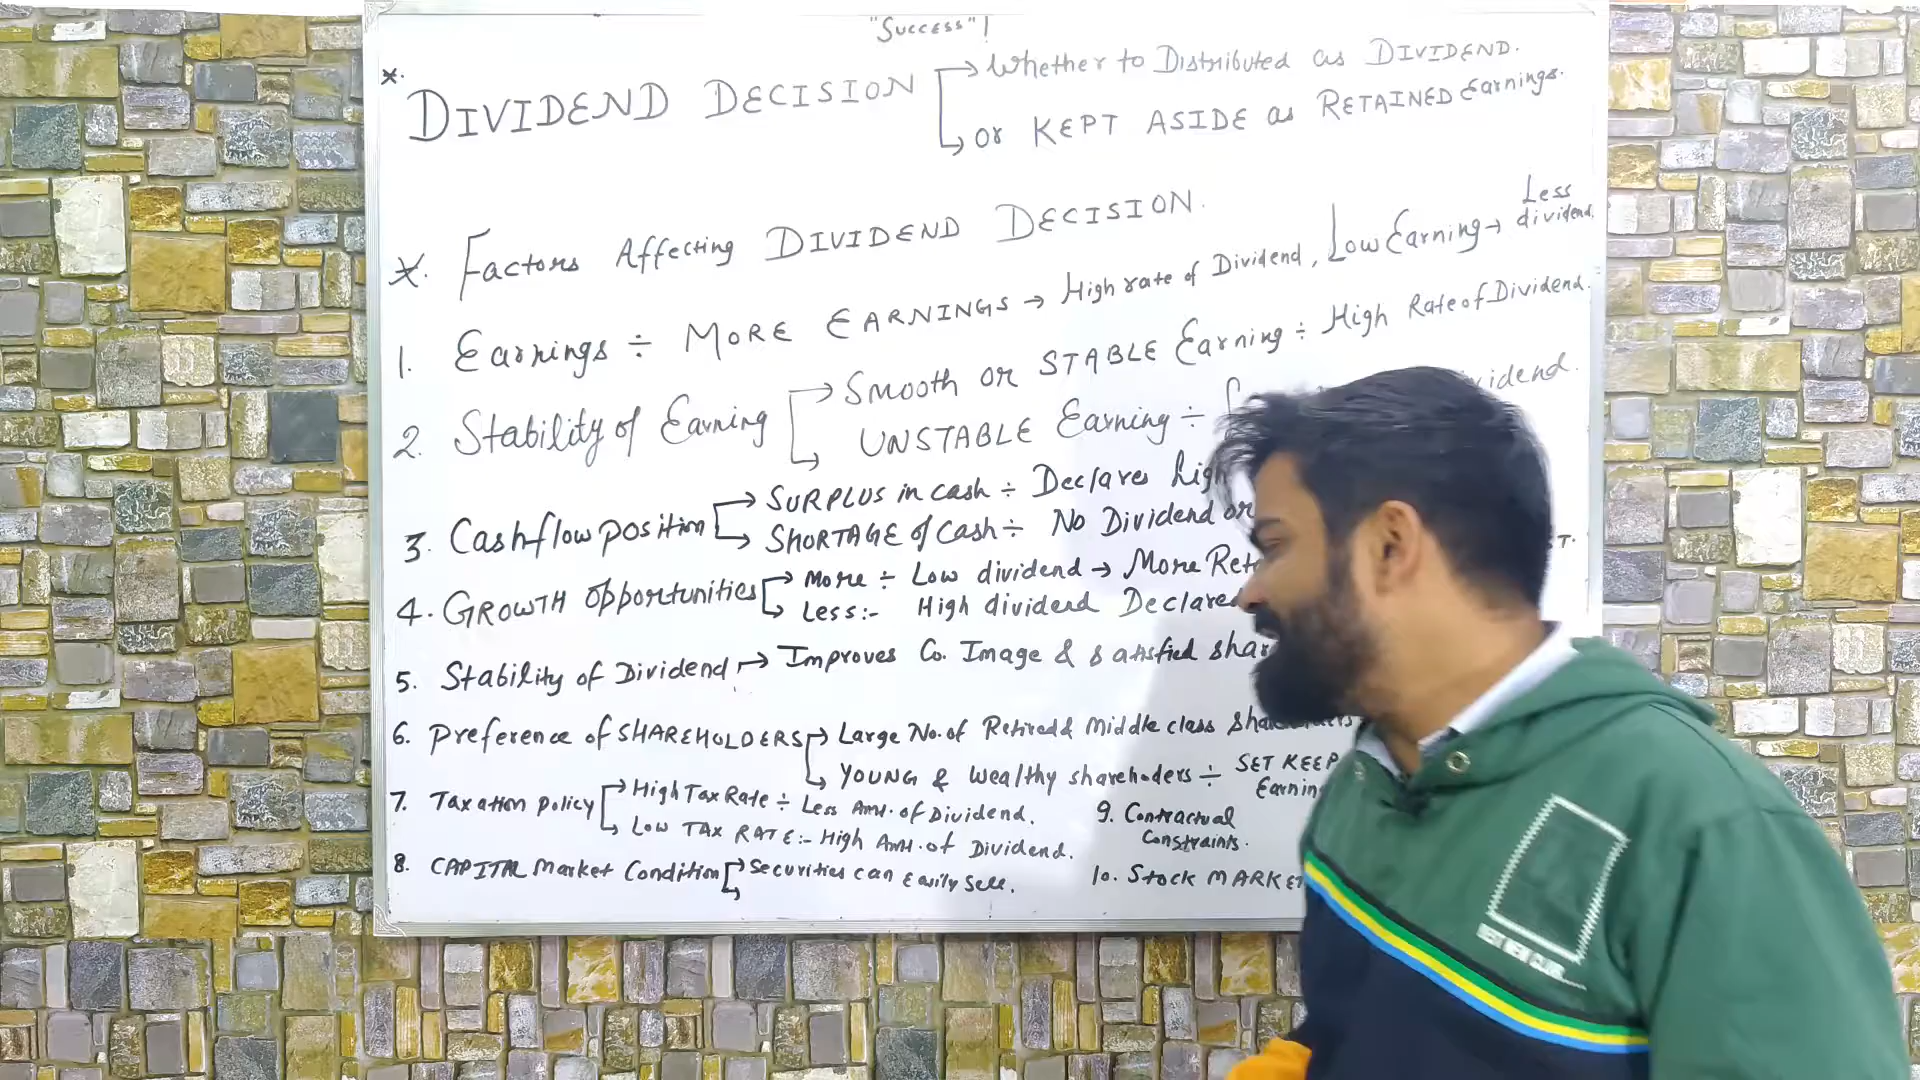 "Success"!
*. DIVIDEND DECISION → Whether to Distributed as DIVIDEND.
→ or KEPT ASIDE as RETAINED Earnings.
*. Factors Affecting DIVIDEND DECISION.
1. Earnings ÷ MORE EARNINGS → High rate of Dividend, Low Earning → Less dividend.
2. Stability of Earning → Smooth or STABLE Earning ÷ High Rate of Dividend.
→ UNSTABLE Earning ÷
3. Cashflow position → SURPLUS in cash ÷ Declares high
→ SHORTAGE of Cash ÷ No Dividend or
4. GROWTH opportunities → More ÷ Low dividend → More
→ Less:- High dividend Declared
5. Stability of Dividend → Improves Co. Image & satisfied
6. Preference of SHAREHOLDERS → Large No. of Retired & Middle class shareholders
→ YOUNG & Wealthy sharehoders ÷ SET KEEP
7. Taxation policy → High Tax Rate ÷ Less Amt. of Dividend.
→ LOW TAX RATE:- High Amt. of Dividend.
8. CAPITAL Market Condition → Securities can Easily Sell.
9. Contractual
Constraints.
10. STOCK MARKET